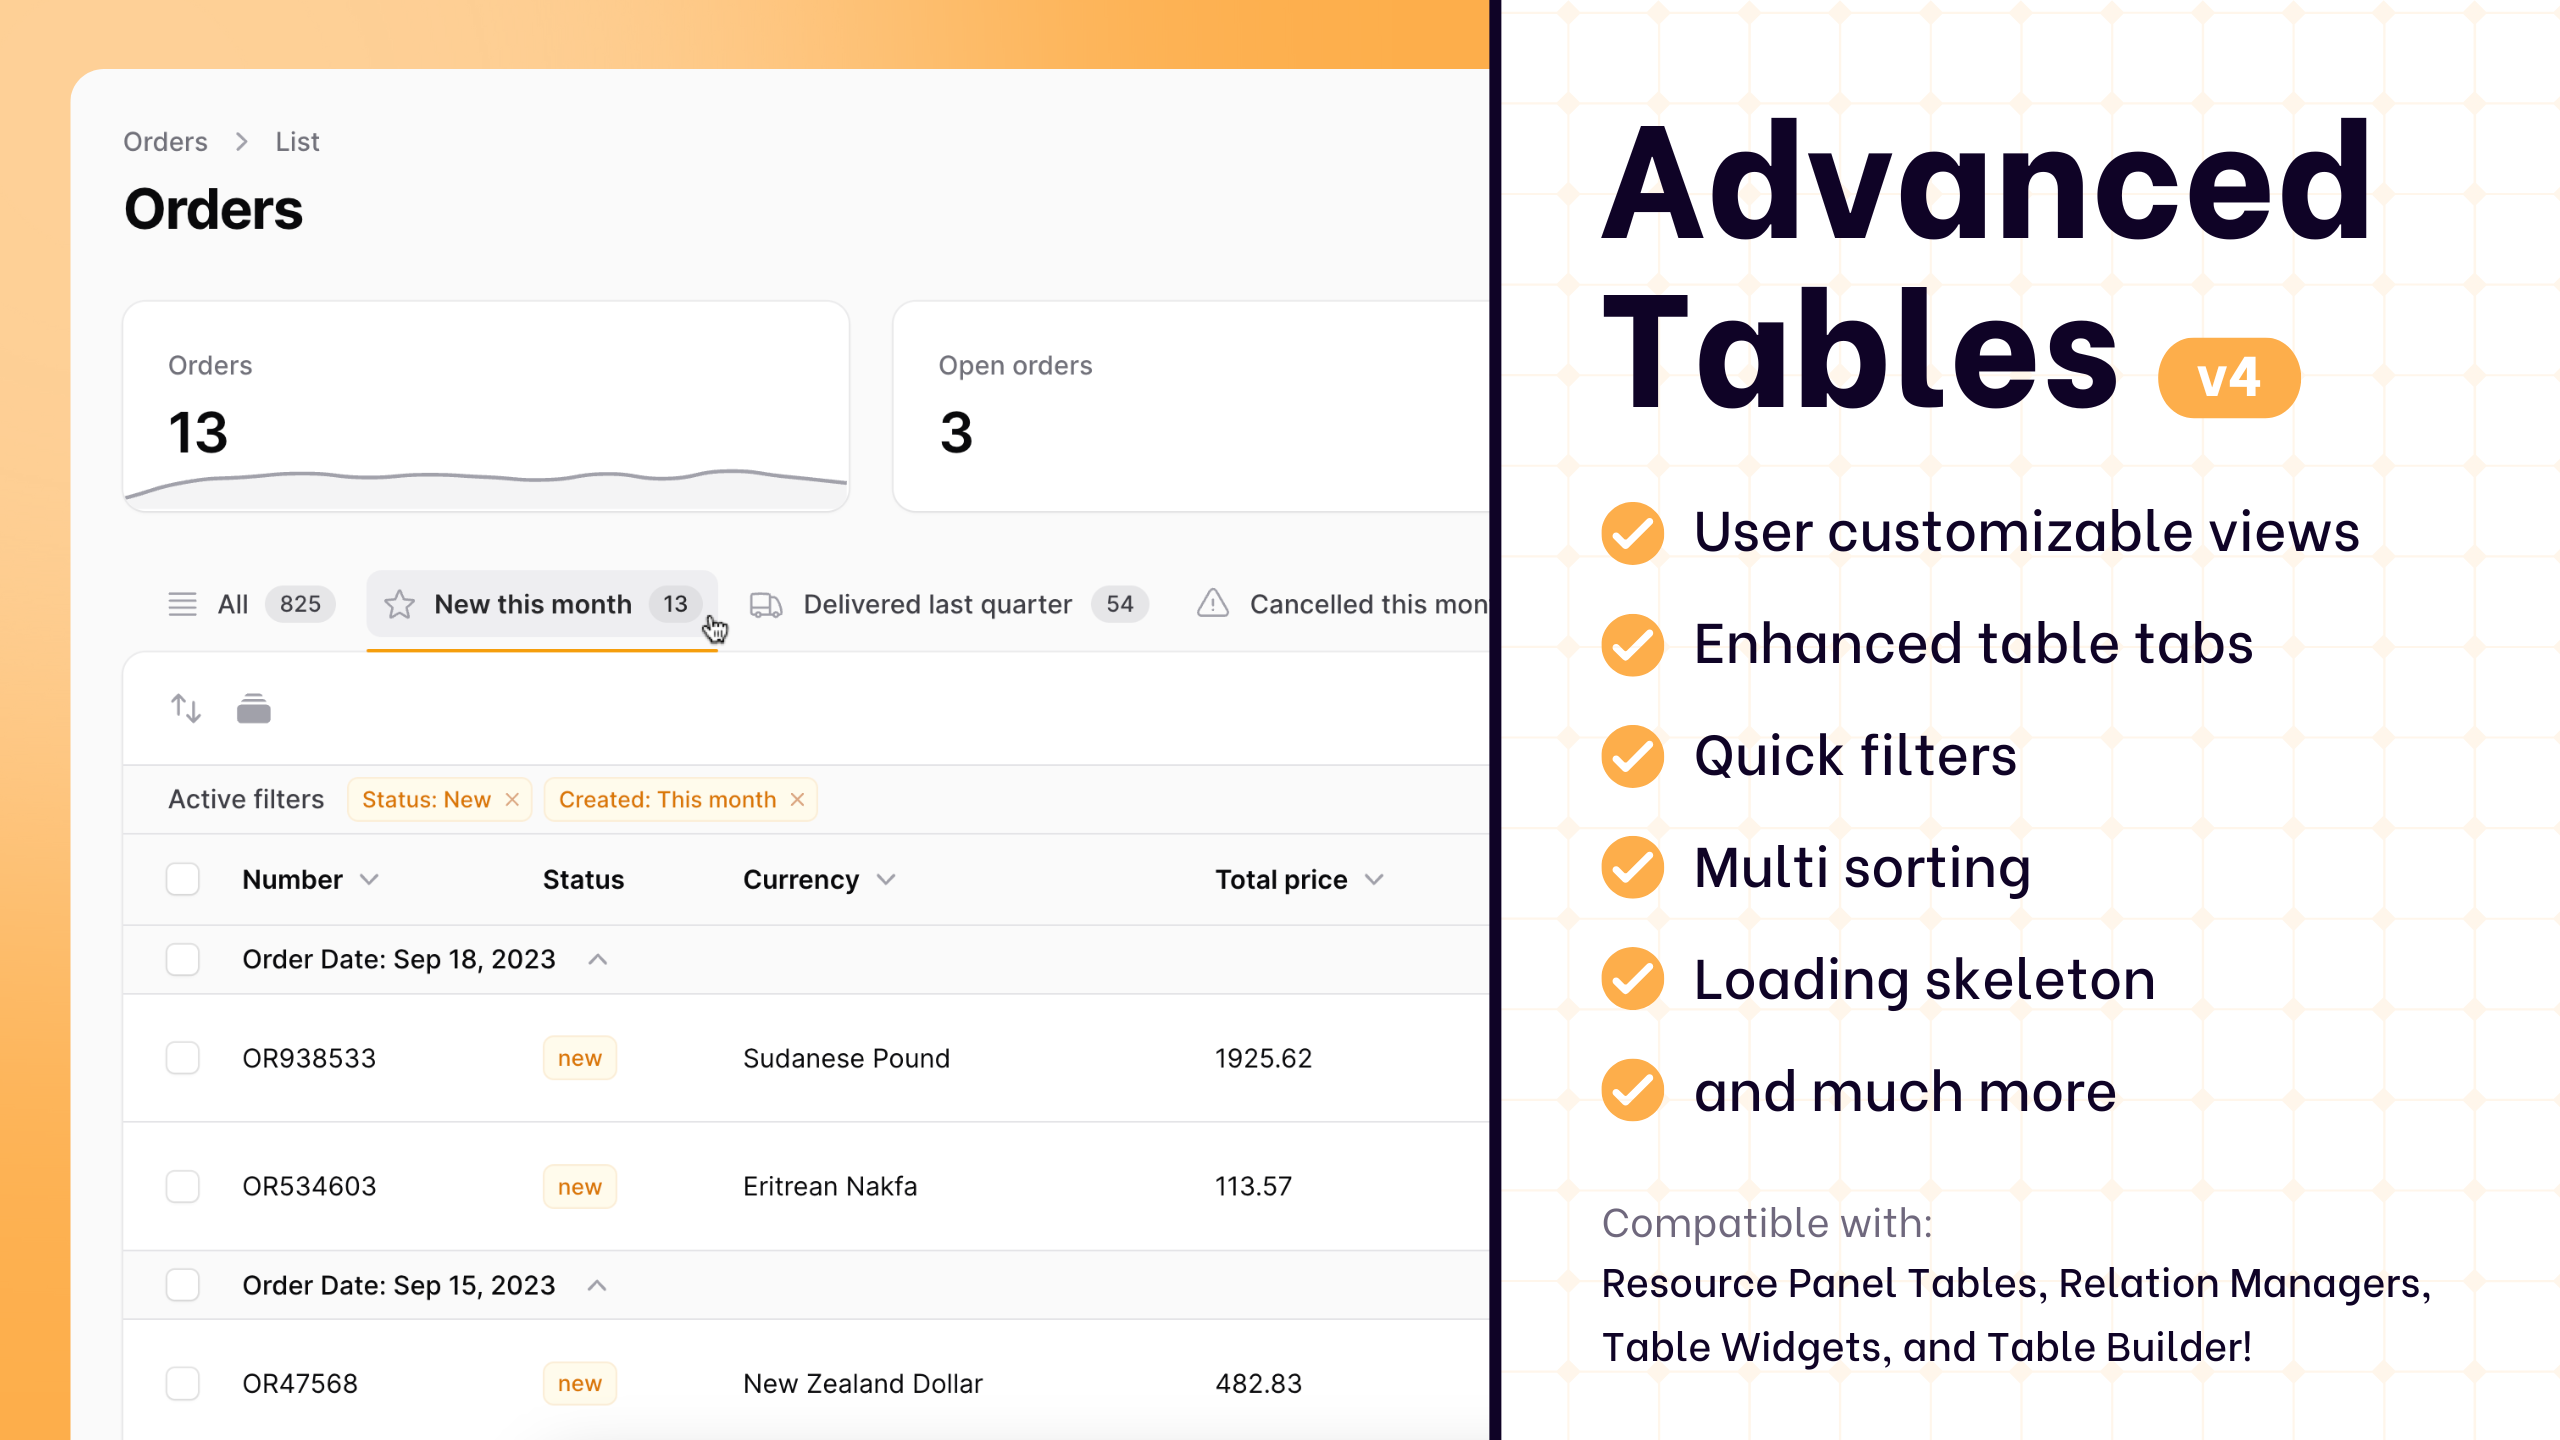 Orders > List
Orders
Orders
13
Open orders
3
All 825 New this month 13 Delivered last quarter 54 Cancelled this mon
Active filters Status: New × Created: This month ×
Number Status Currency Total price
Order Date: Sep 18, 2023
OR938533 new Sudanese Pound 1925.62
OR534603 new Eritrean Nakfa 113.57
Order Date: Sep 15, 2023
OR47568 new New Zealand Dollar 482.83
Advanced
Tables v4
User customizable views
Enhanced table tabs
Quick filters
Multi sorting
Loading skeleton
and much more
Compatible with:
Resource Panel Tables, Relation Managers,
Table Widgets, and Table Builder!